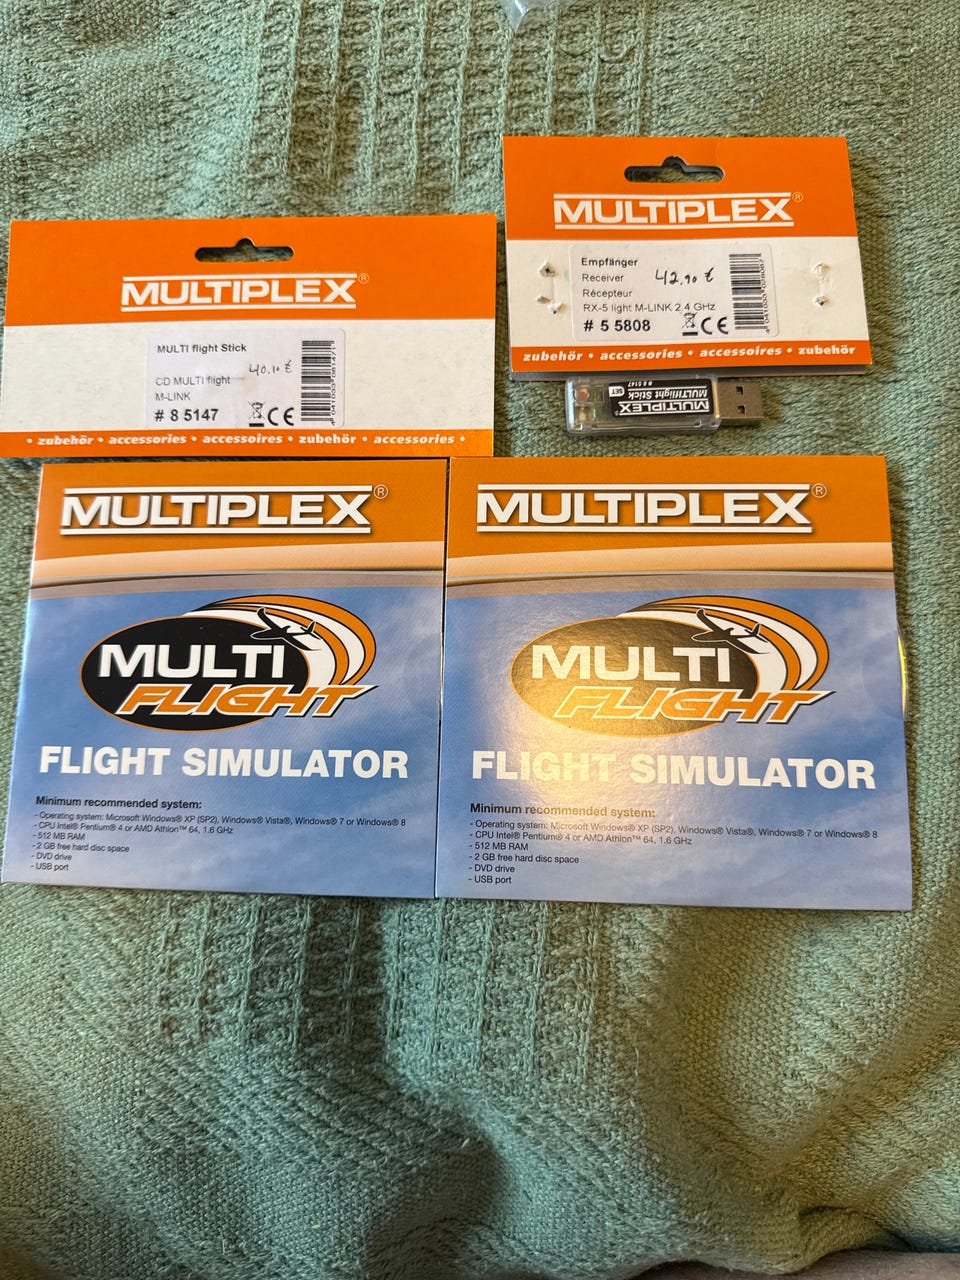 MULTIPLEX®
MULTI flight Stick
40,10 €
CD MULTI flight
M-LINK
# 8 5147
CE
• zubehör • accessories • accessoires • zubehör • accessories •
MULTIPLEX®
Empfänger
Receiver
42,90 €
Récepteur
RX-5 light M-LINK 2.4 GHz
# 5 5808
CE
zubehör • accessories • accessoires • zubehör
MULTIPLEX
MULTIflight Stick
# 8 5147
SET
MULTIPLEX®
MULTI
FLIGHT
FLIGHT SIMULATOR
Minimum recommended system:
- Operating system: Microsoft Windows® XP (SP2), Windows® Vista®, Windows® 7 or Windows® 8
- CPU Intel® Pentium® 4 or AMD Athlon™ 64, 1.6 GHz
- 512 MB RAM
- 2 GB free hard disc space
- DVD drive
- USB port
MULTIPLEX®
MULTI
FLIGHT
FLIGHT SIMULATOR
Minimum recommended system:
- Operating system: Microsoft Windows® XP (SP2), Windows® Vista®, Windows® 7 or Windows® 8
- CPU Intel® Pentium® 4 or AMD Athlon™ 64, 1.6 GHz
- 512 MB RAM
- 2 GB free hard disc space
- DVD drive
- USB port